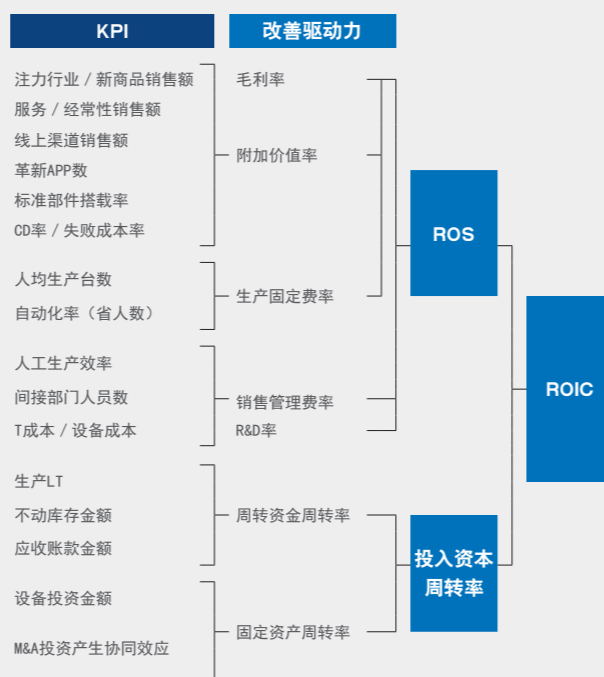 KPI
改善驱动力
注力行业 / 新商品销售额
服务 / 经常性销售额
线上渠道销售额
革新APP数
标准部件搭载率
CD率 / 失败成本率
毛利率
附加价值率
人均生产台数
自动化率（省人数）
生产固定费率
人工生产效率
间接部门人员数
T成本 / 设备成本
销售管理费率
R&D率
生产LT
不动库存金额
应收账款金额
周转资金周转率
设备投资金额
M&A投资产生协同效应
固定资产周转率
ROS
投入资本
周转率
ROIC